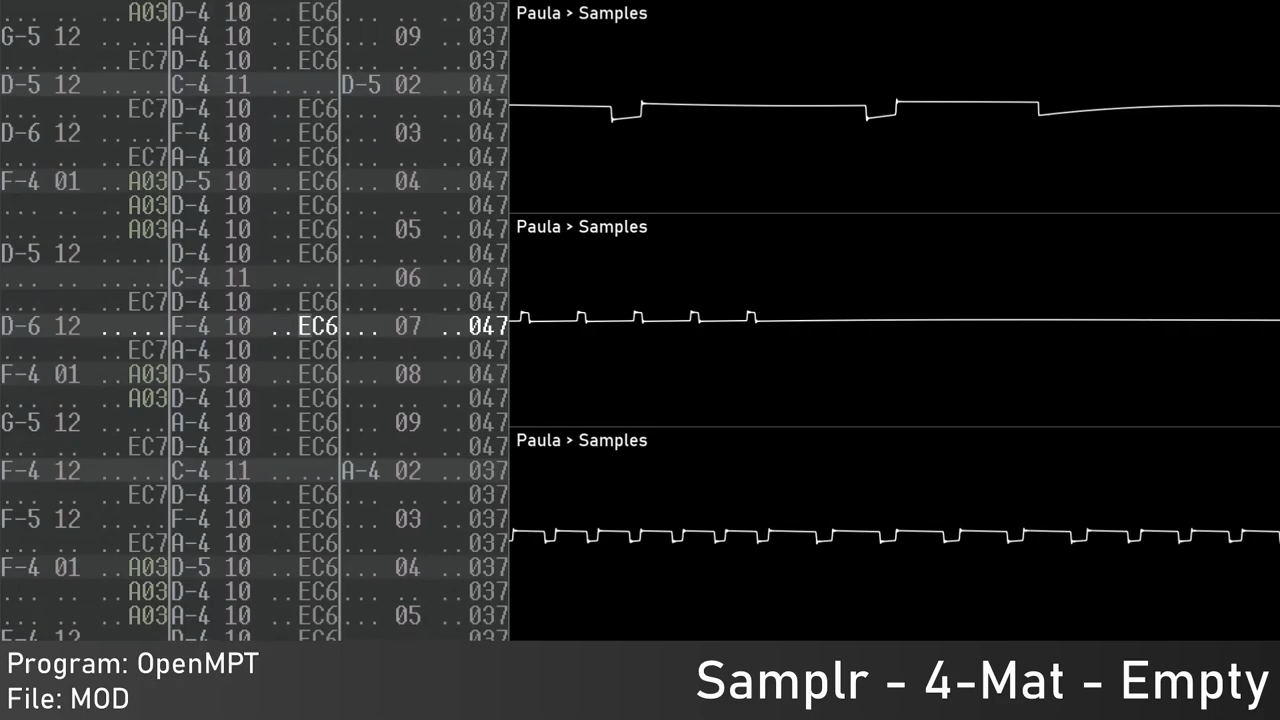 ... .. ..A03|D-4 10 ..EC6|... .. ..037
G-5 12 .....|A-4 10 ..EC6|... 09 ..037
... .. ..EC7|D-4 10 ..EC6|... .. ..037
D-5 12 .....|C-4 11 .....|D-5 02 ..047
... .. ..EC7|D-4 10 ..EC6|... .. ..047
D-6 12 .....|F-4 10 ..EC6|... 03 ..047
... .. ..EC7|A-4 10 ..EC6|... .. ..047
F-4 01 ..A03|D-5 10 ..EC6|... 04 ..047
... .. ..A03|D-4 10 ..EC6|... .. ..047
... .. ..A03|A-4 10 ..EC6|... 05 ..047
D-5 12 .....|D-4 10 ..EC6|... .. ..047
... .. .....|C-4 11 .....|... 06 ..047
... .. ..EC7|D-4 10 ..EC6|... .. ..047
D-6 12 .....|F-4 10 ..EC6|... 07 ..047
... .. ..EC7|A-4 10 ..EC6|... .. ..047
F-4 01 ..A03|D-5 10 ..EC6|... 08 ..047
... .. ..A03|D-4 10 ..EC6|... .. ..047
G-5 12 .....|A-4 10 ..EC6|... 09 ..047
... .. ..EC7|D-4 10 ..EC6|... .. ..047
F-4 12 .....|C-4 11 .....|A-4 02 ..037
... .. ..EC7|D-4 10 ..EC6|... .. ..037
F-5 12 .....|F-4 10 ..EC6|... 03 ..037
... .. ..EC7|A-4 10 ..EC6|... .. ..037
F-4 01 ..A03|D-5 10 ..EC6|... 04 ..037
... .. ..A03|D-4 10 ..EC6|... .. ..037
... .. ..A03|A-4 10 ..EC6|... 05 ..037
Paula > Samples
Paula > Samples
Paula > Samples
Program: OpenMPT
File: MOD
Samplr - 4-Mat - Empty